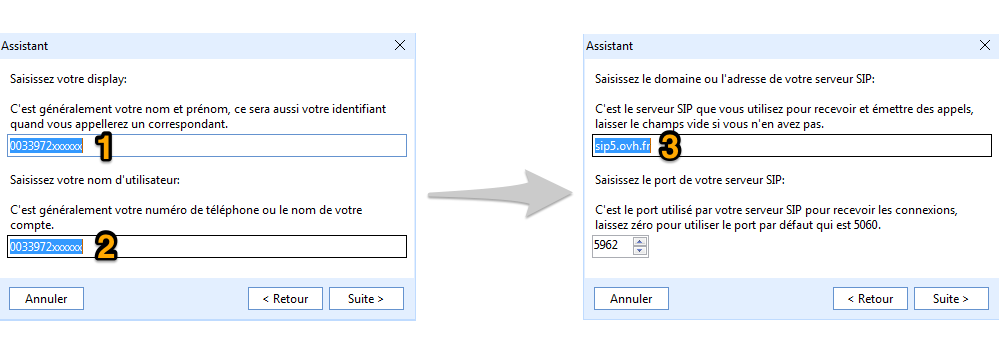 Assistant
Saisissez votre display:
C'est généralement votre nom et prénom, ce sera aussi votre identifiant
quand vous appellerez un correspondant.
0033972xxxxxx 1
Saisissez votre nom d'utilisateur:
C'est généralement votre numéro de téléphone ou le nom de votre
compte.
0033972xxxxxx 2
Annuler < Retour Suite >
Assistant
Saisissez le domaine ou l'adresse de votre serveur SIP:
C'est le serveur SIP que vous utilisez pour recevoir et émettre des appels,
laisser le champs vide si vous n'en avez pas.
sip5.ovh.fr 3
Saisissez le port de votre serveur SIP:
C'est le port utilisé par votre serveur SIP pour recevoir les connexions,
laissez zéro pour utiliser le port par défaut qui est 5060.
5962
Annuler < Retour Suite >